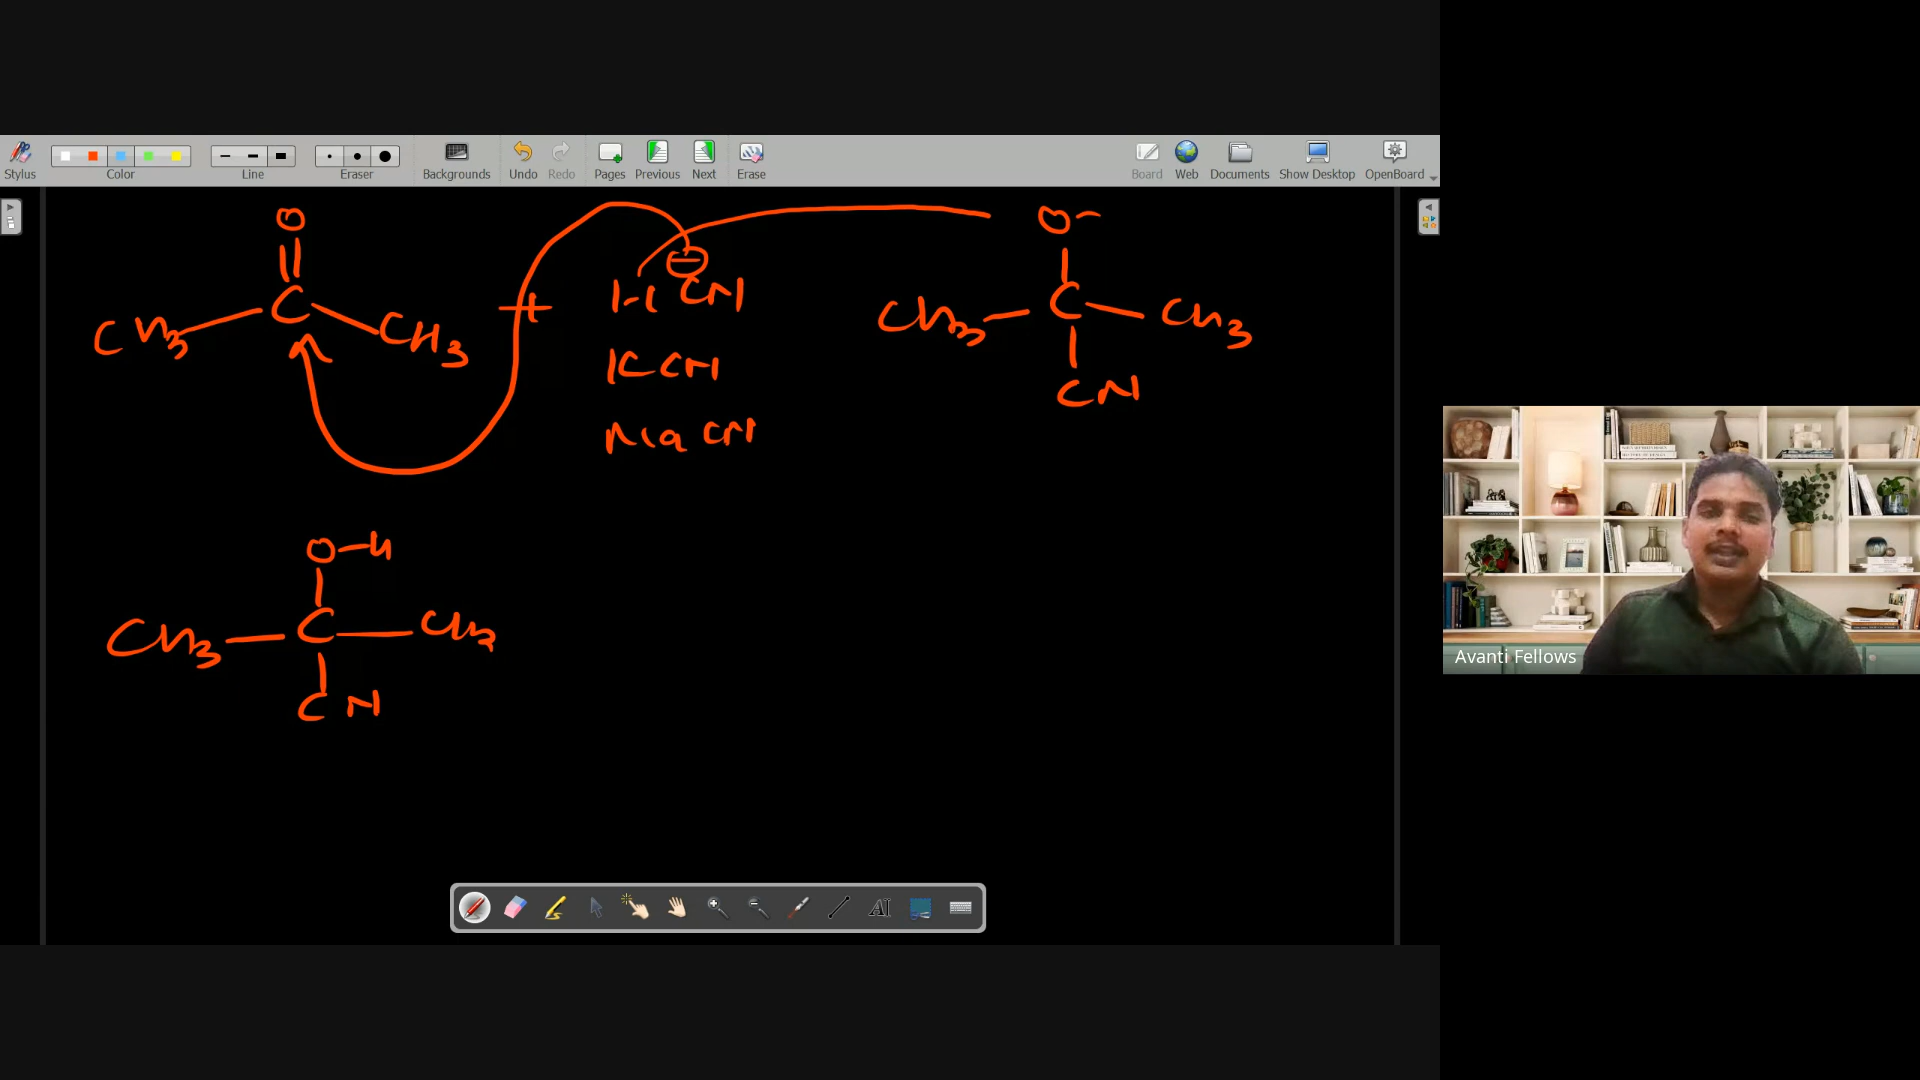 Stylus Color Line Eraser Backgrounds Undo Redo Pages Previous Next Erase Board Web Documents Show Desktop OpenBoard
O
||
CH3 — C — CH3 + H CN
⊖
KCN
NaCN
O-
CH3 — C — CH3
CN
O-H
CH3 — C — CH3
CN
AI
Avanti Fellows